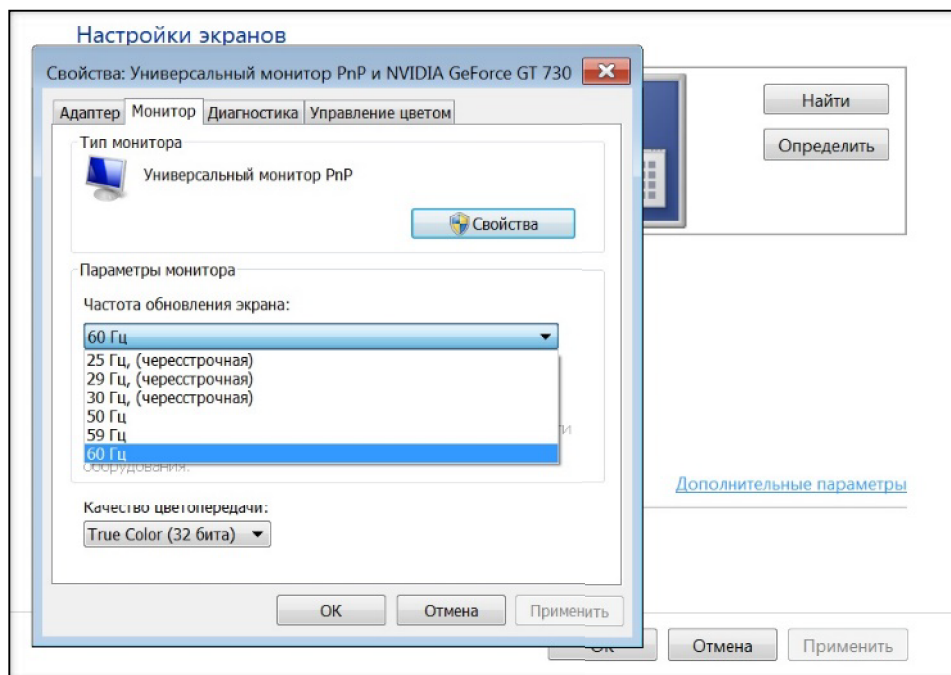 Настройки экранов
Свойства: Универсальный монитор PnP и NVIDIA GeForce GT 730
Адаптер Монитор Диагностика Управление цветом
Найти
Определить
Тип монитора
Универсальный монитор PnP
Свойства
Параметры монитора
Частота обновления экрана:
60 Гц
25 Гц, (чересстрочная)
29 Гц, (чересстрочная)
30 Гц, (чересстрочная)
50 Гц
59 Гц
60 Гц
оборудования.
Дополнительные параметры
Качество цветопередачи:
True Color (32 бита)
ОК Отмена Применить
ОК Отмена Применить